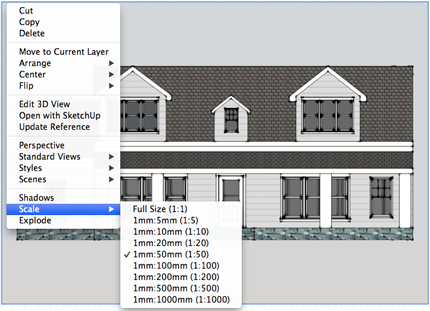 Cut
Copy
Delete
Move to Current Layer
Arrange
Center
Flip
Edit 3D View
Open with SketchUp
Update Reference
Perspective
Standard Views
Styles
Scenes
Shadows
Scale
Explode
Full Size (1:1)
1mm:5mm (1:5)
1mm:10mm (1:10)
1mm:20mm (1:20)
1mm:50mm (1:50)
1mm:100mm (1:100)
1mm:200mm (1:200)
1mm:500mm (1:500)
1mm:1000mm (1:1000)